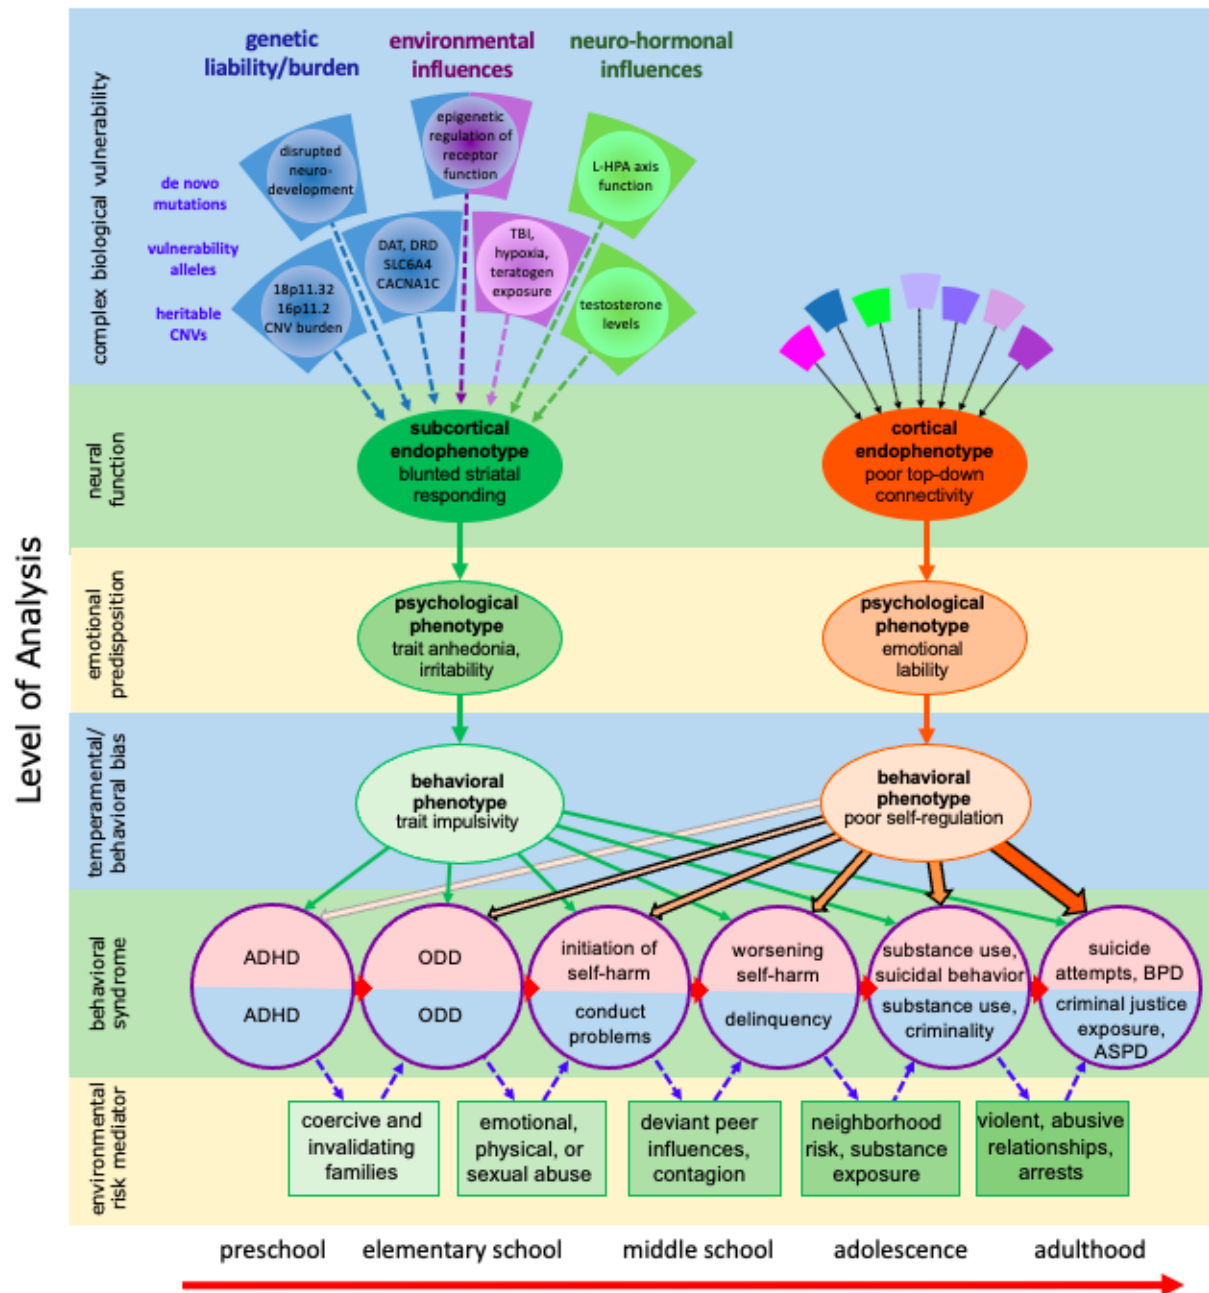 genetic
liability/burden
environmental
influences
neuro-hormonal
influences
epigenetic
regulation of
receptor
function
disrupted
neuro-
development
L-HPA axis
function
de novo
mutations
vulnerability
alleles
heritable
CNVs
DAT, DRD
SLC6A4
CACNA1C
TBI,
hypoxia,
teratogen
exposure
18p11.32
16p11.2
CNV burden
testosterone
levels
complex biological vulnerability
neural
function
subcortical
endophenotype
blunted striatal
responding
cortical
endophenotype
poor top-down
connectivity
Level of Analysis
emotional
predisposition
psychological
phenotype
trait anhedonia,
irritability
psychological
phenotype
emotional
lability
temperamental/
behavioral bias
behavioral
phenotype
trait impulsivity
behavioral
phenotype
poor self-regulation
behavioral
syndrome
ADHD
ADHD
ODD
ODD
initiation of
self-harm
conduct
problems
worsening
self-harm
delinquency
substance use,
suicidal behavior
substance use,
criminality
suicide
attempts, BPD
criminal justice
exposure,
ASPD
environmental
risk mediator
coercive and
invalidating
families
emotional,
physical, or
sexual abuse
deviant peer
influences,
contagion
neighborhood
risk, substance
exposure
violent, abusive
relationships,
arrests
preschool
elementary school
middle school
adolescence
adulthood